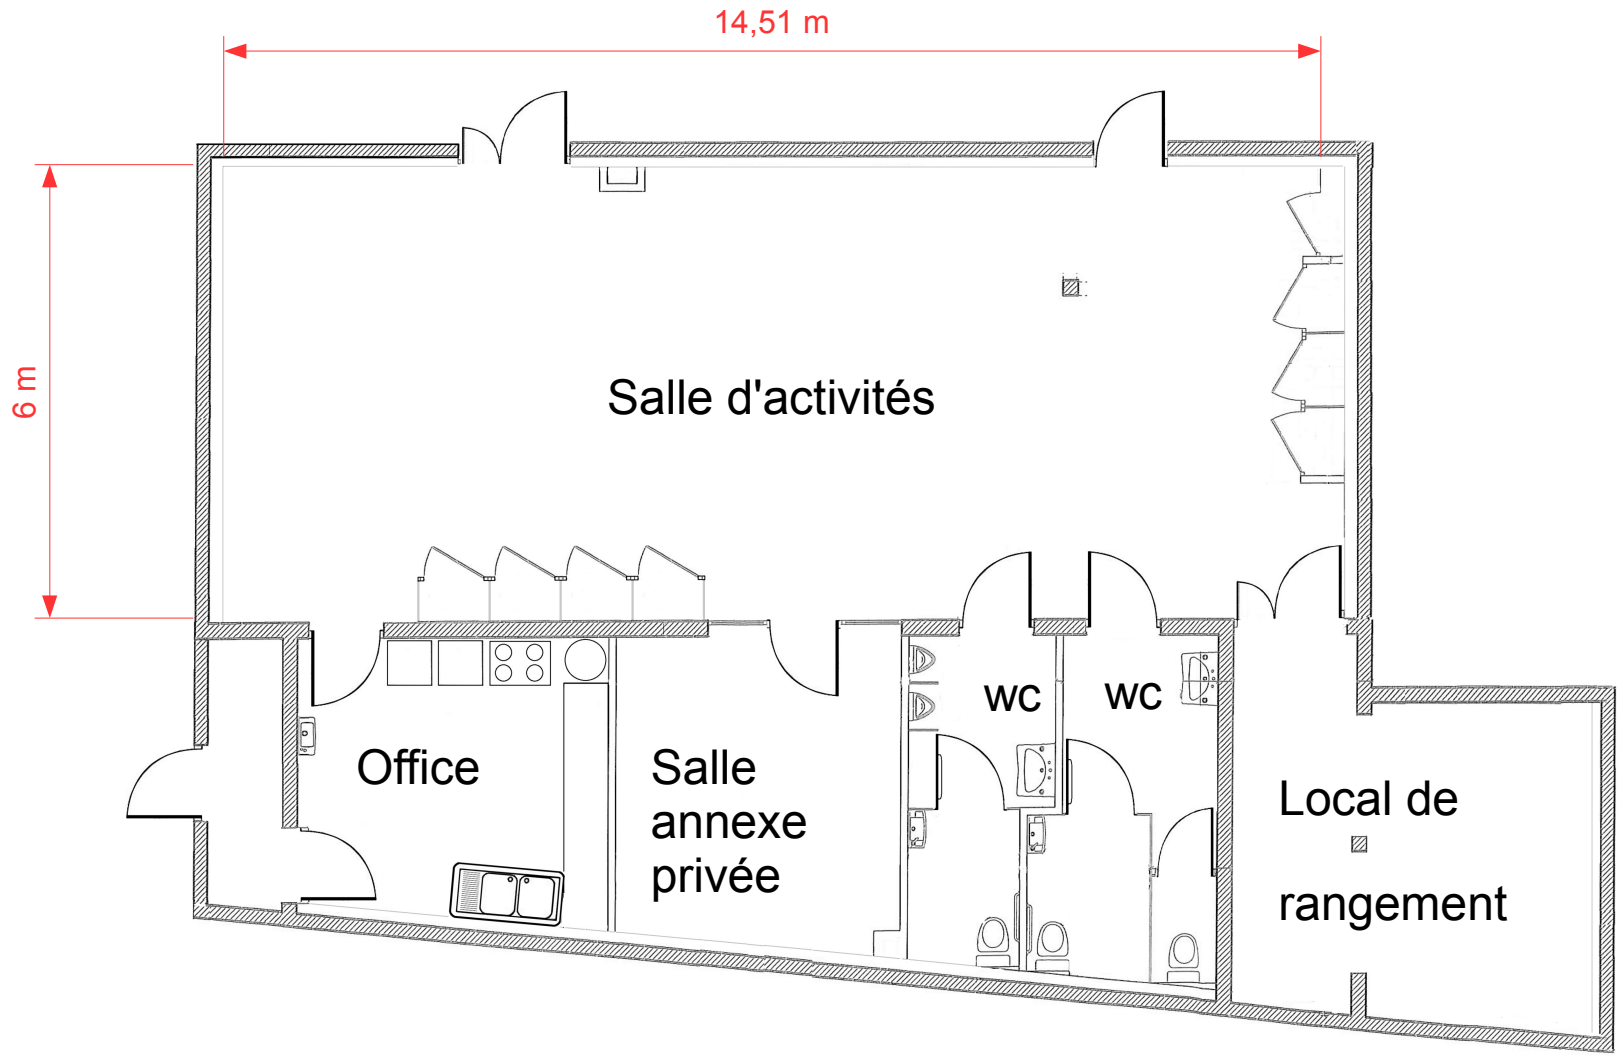 14,51 m
6 m
Salle d'activités
wc
wc
Office
Salle
annexe
privée
Local de
rangement